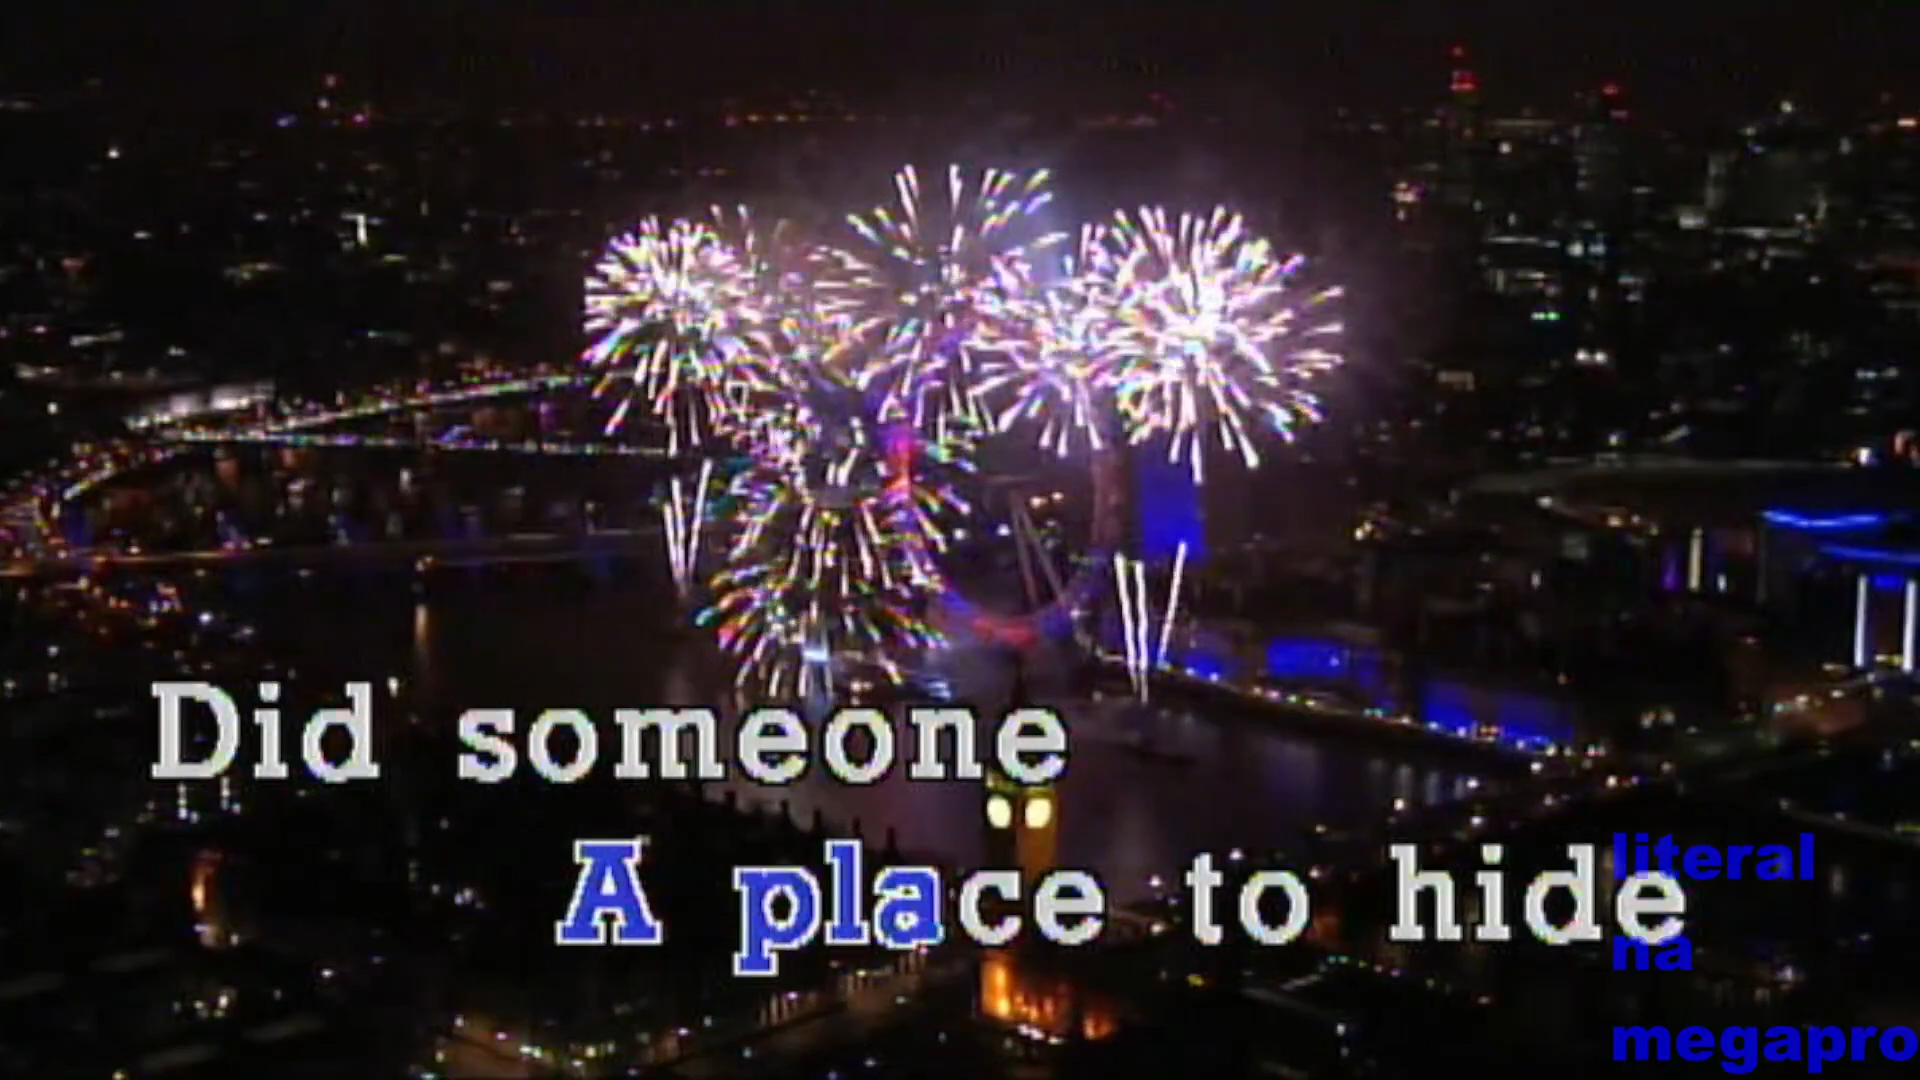 Did someone
A place to hide
literal
na
megapro